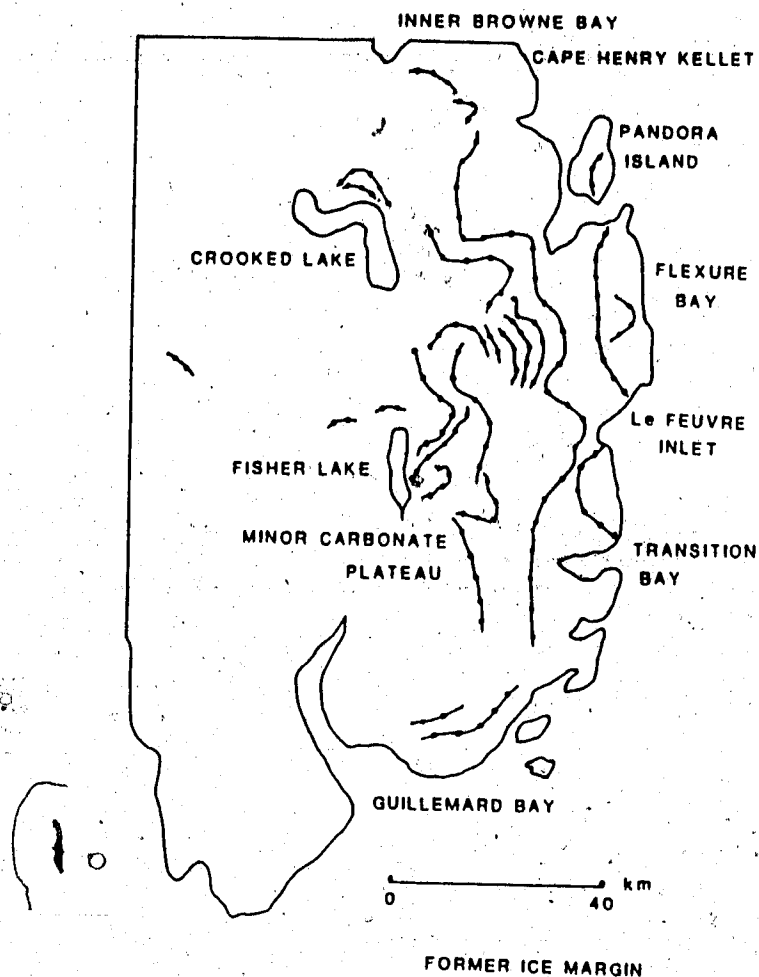 INNER BROWNE BAY
CAPE HENRY KELLET
PANDORA
ISLAND
CROOKED LAKE
FLEXURE
BAY
Le FEUVRE
INLET
FISHER LAKE
MINOR CARBONATE
PLATEAU
TRANSITION
BAY
GUILLEMARD BAY
km
0 40
FORMER ICE MARGIN